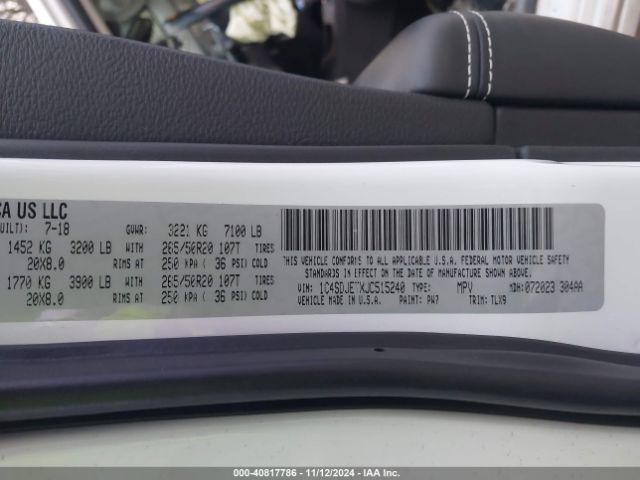 CA US LLC
UILT): 7-18 GVWR: 3221 KG 7100 LB
1452 KG 3200 LB WITH 265/50R20 107T TIRES
20X8.0 RIMS AT 250 KPA ( 36 PSI) COLD
1770 KG 3900 LB WITH 265/50R20 107T TIRES
20X8.0 RIMS AT 250 KPA ( 36 PSI) COLD
THIS VEHICLE CONFORMS TO ALL APPLICABLE U.S.A. FEDERAL MOTOR VEHICLE SAFETY
STANDARDS IN EFFECT ON THE DATE OF MANUFACTURE SHOWN ABOVE.
VIN: TYPE: MPV MDH: 072023 304AA
VEHICLE MADE IN U.S.A. PAINT: PW7 TRIM: TLX9
000-40817786 - 11/12/2024 - IAAI.COM